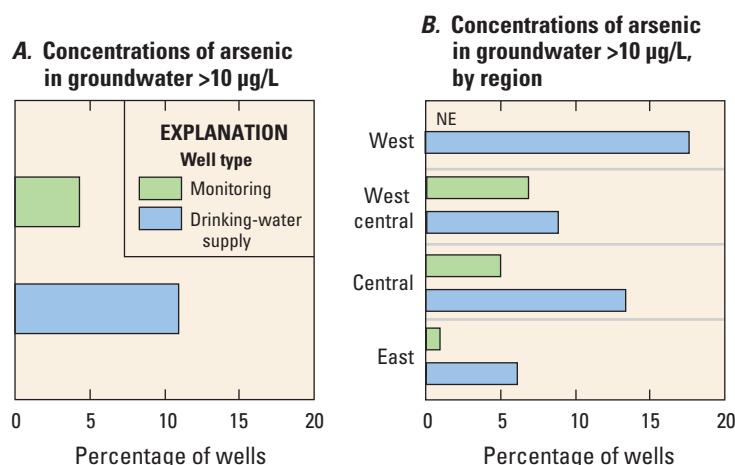 A. Concentrations of arsenic
in groundwater >10 µg/L
EXPLANATION
Well type
Monitoring
Drinking-water
supply
0 5 10 15 20
Percentage of wells
B. Concentrations of arsenic
in groundwater >10 µg/L,
by region
NE
West
West
central
Central
East
0 5 10 15 20
Percentage of wells